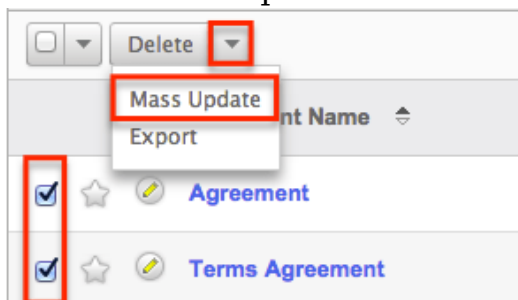 Delete
Mass Update
nt Name
Export
Agreement
Terms Agreement